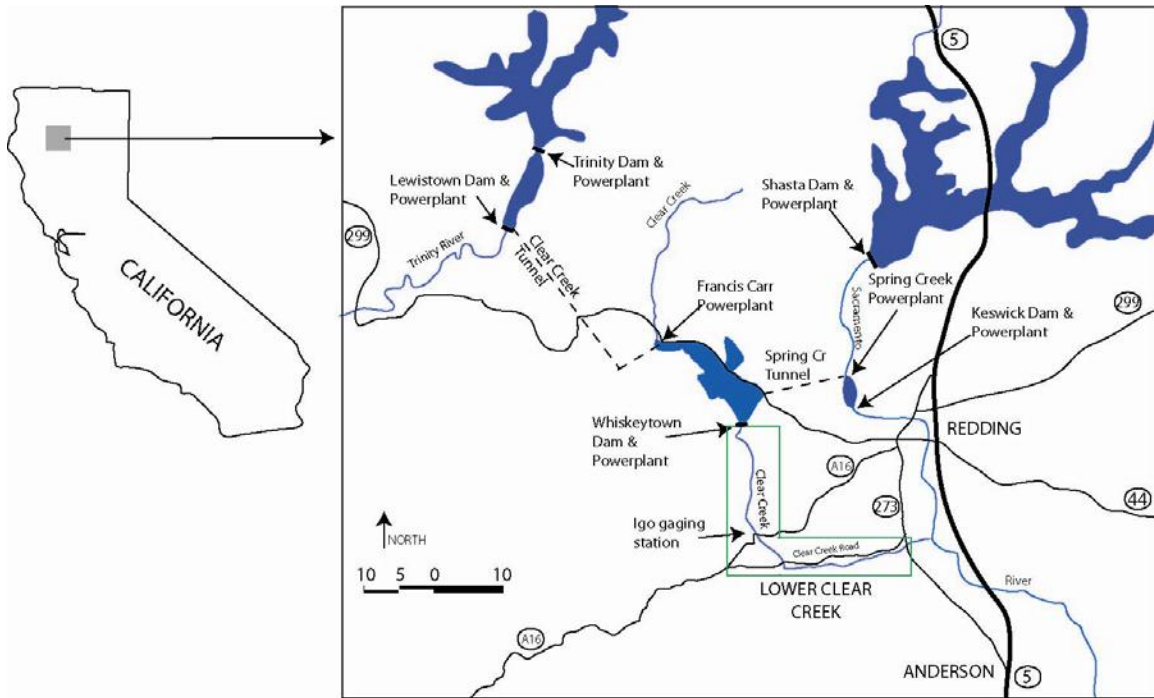 CALIFORNIA
5
Trinity Dam &
Powerplant
Lewistown Dam &
Powerplant
Clear Creek
Shasta Dam &
Powerplant
299
Trinity River
Clear Creek
Tunnel
Francis Carr
Powerplant
Sacramento
Spring Creek
Powerplant
299
Keswick Dam &
Powerplant
Spring Cr
Tunnel
Whiskeytown
Dam &
Powerplant
REDDING
A16
Clear Creek
273
44
Igo gaging
station
NORTH
Clear Creek Road
10 5 0 10
LOWER CLEAR
CREEK
River
A16
ANDERSON
5